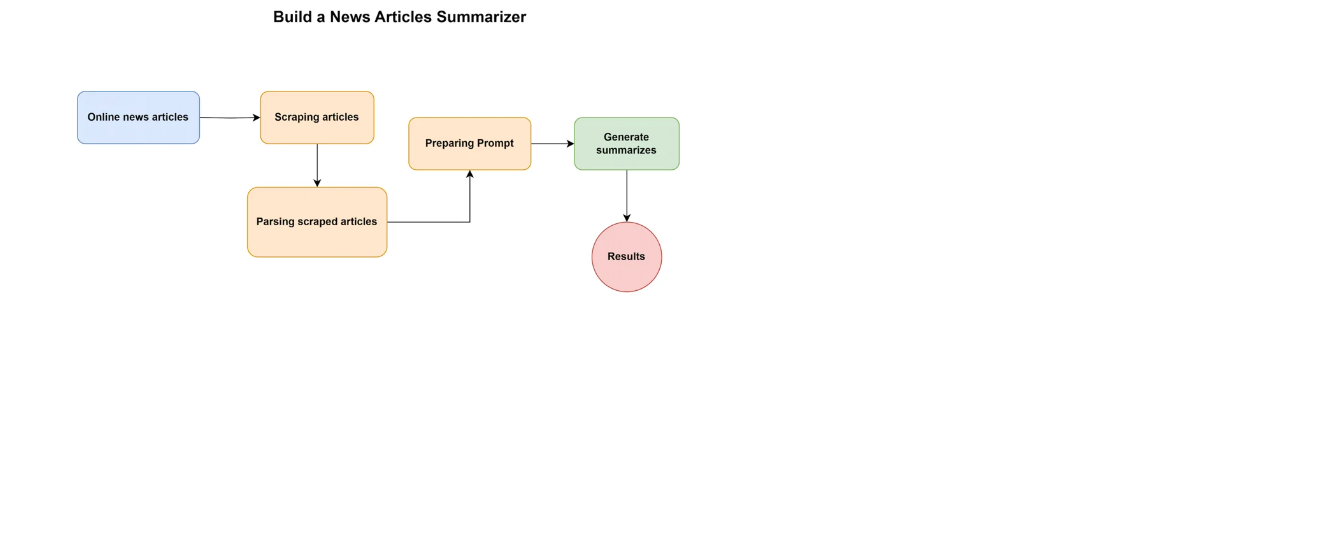 Build a News Articles Summarizer
Online news articles
Scraping articles
Parsing scraped articles
Preparing Prompt
Generate
summarizes
Results